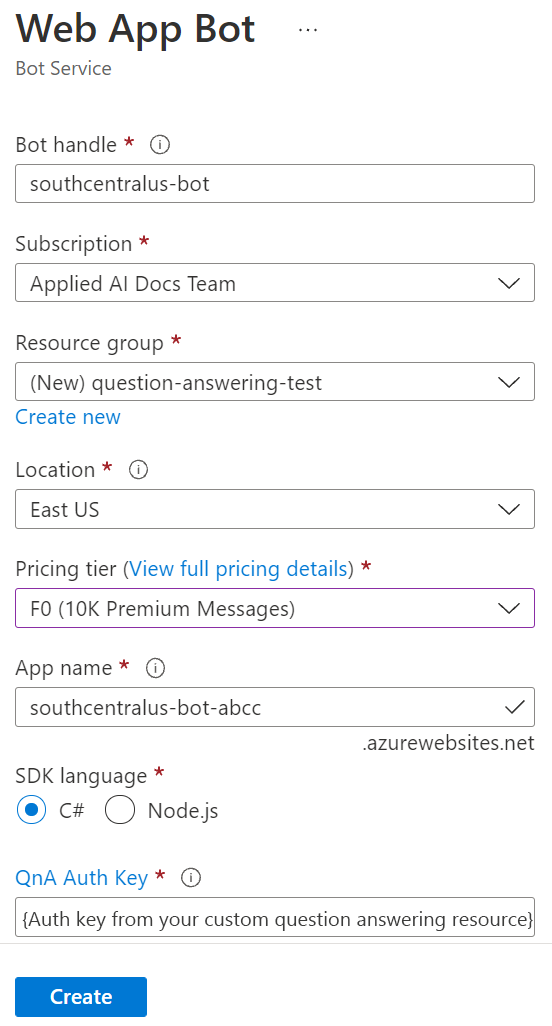 Web App Bot ...
Bot Service
Bot handle *
southcentralus-bot
Subscription *
Applied AI Docs Team
Resource group *
(New) question-answering-test
Create new
Location *
East US
Pricing tier (View full pricing details) *
F0 (10K Premium Messages)
App name *
southcentralus-bot-abcc
.azurewebsites.net
SDK language *
C# Node.js
QnA Auth Key *
{Auth key from your custom question answering resource}
Create